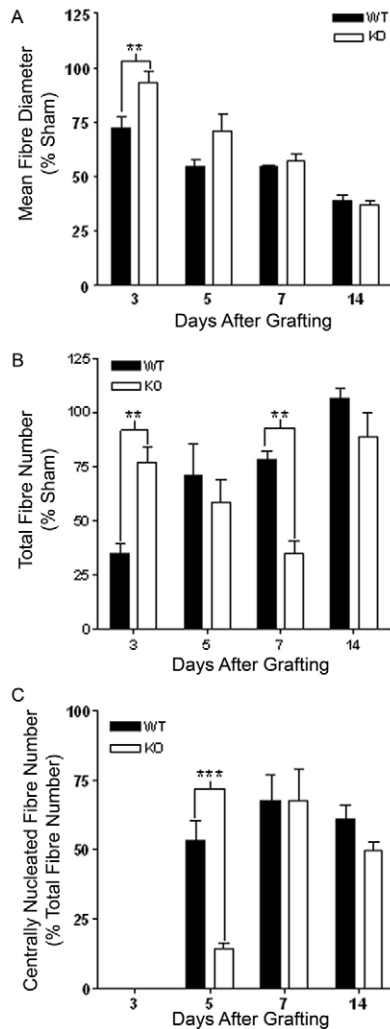 A
WT
KO
**
125
100
75
50
25
0
Mean Fibre Diameter
(% Sham)
3 5 7 14
Days After Grafting
B
WT
KO
** **
125
100
75
50
25
0
Total Fibre Number
(% Sham)
3 5 7 14
Days After Grafting
C
WT
KO
***
100
75
50
25
0
Centrally Nucleated Fibre Number
(% Total Fibre Number)
3 5 7 14
Days After Grafting